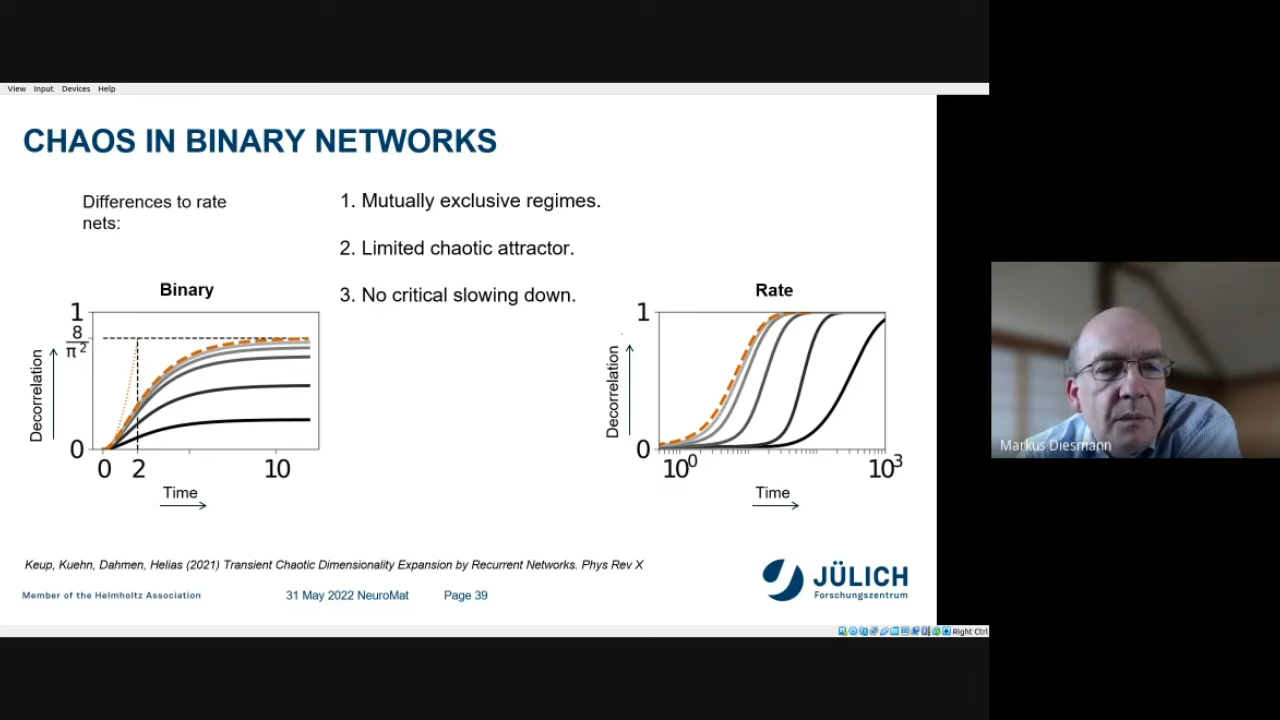 View Input Devices Help
CHAOS IN BINARY NETWORKS
Differences to rate
nets:
1. Mutually exclusive regimes.
2. Limited chaotic attractor.
3. No critical slowing down.
Binary
1
8
π²
0
Decorrelation
0 2 10
Time
Rate
1
0
Decorrelation
10⁰ 10³
Time
Markus Diesmann
Keup, Kuehn, Dahmen, Helias (2021) Transient Chaotic Dimensionality Expansion by Recurrent Networks. Phys Rev X
Member of the Helmholtz Association
31 May 2022 NeuroMat
Page 39
JÜLICH
Forschungszentrum
Right Ctrl